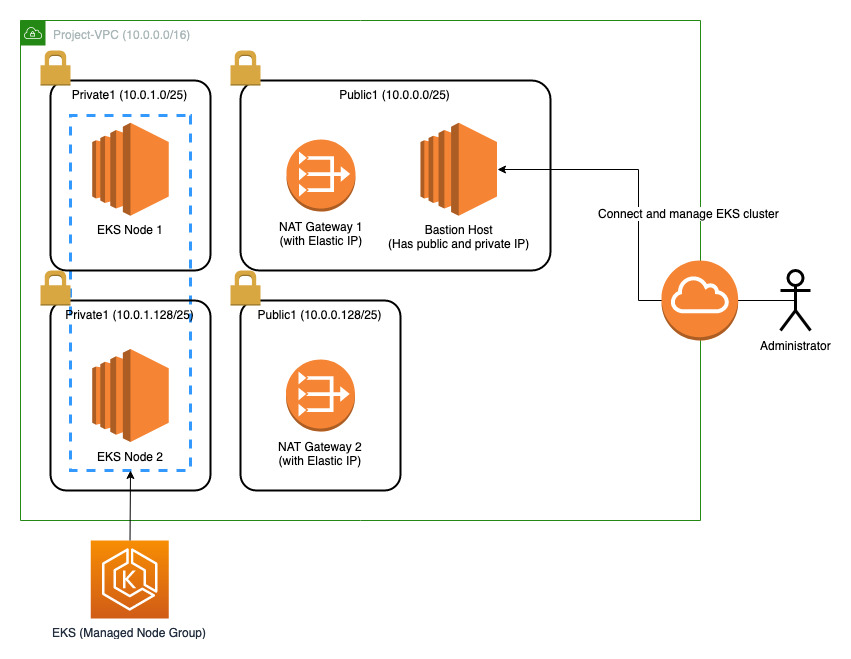 Project-VPC (10.0.0.0/16)
Private1 (10.0.1.0/25)
Public1 (10.0.0.0/25)
EKS Node 1
NAT Gateway 1
(with Elastic IP)
Bastion Host
(Has public and private IP)
Connect and manage EKS cluster
Private1 (10.0.1.128/25)
Public1 (10.0.0.128/25)
Administrator
EKS Node 2
NAT Gateway 2
(with Elastic IP)
K
EKS (Managed Node Group)